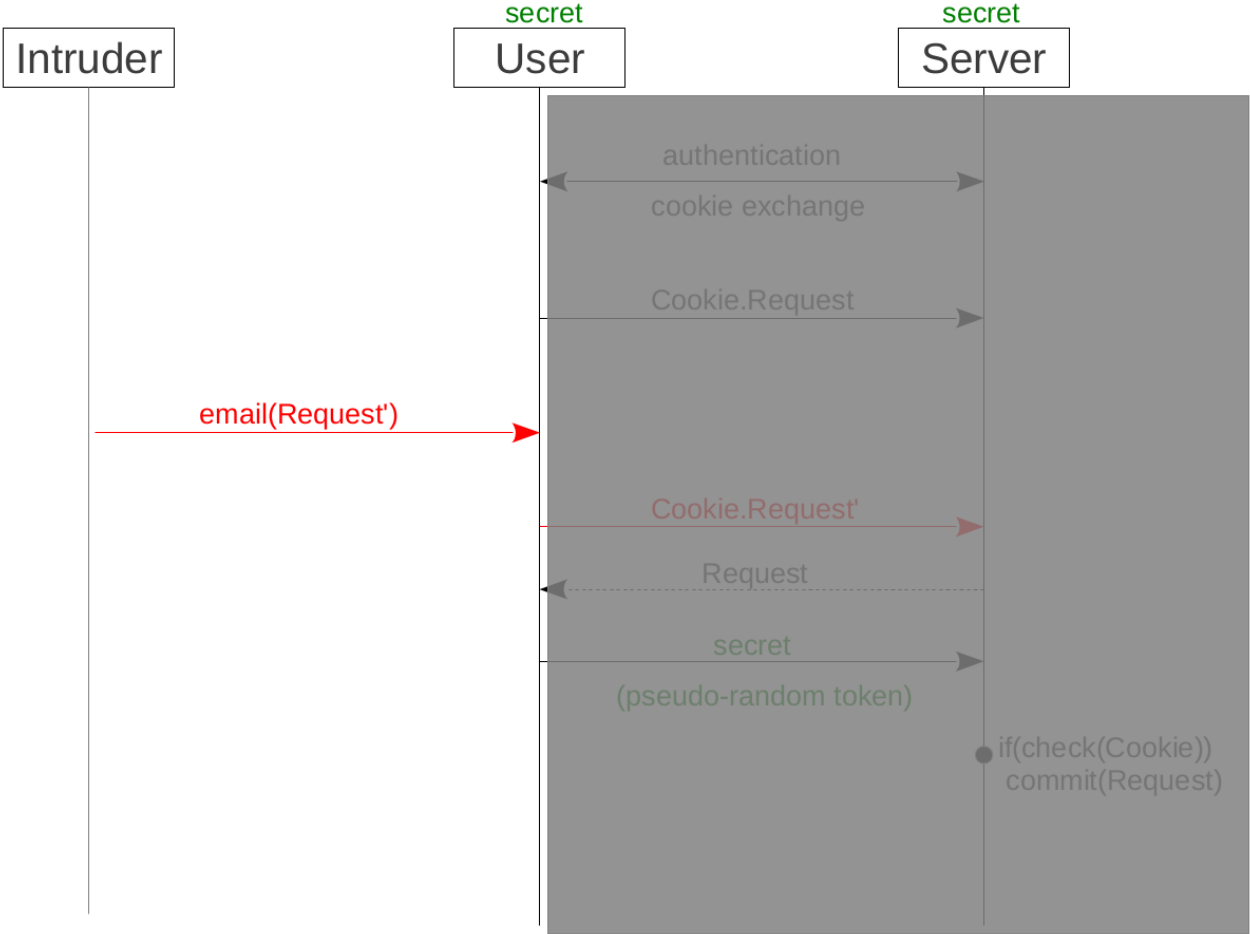 secret
secret
Intruder
User
Server
authentication
cookie exchange
Cookie.Request
email(Request')
Cookie.Request'
Request
secret
(pseudo-random token)
if(check(Cookie))
commit(Request)